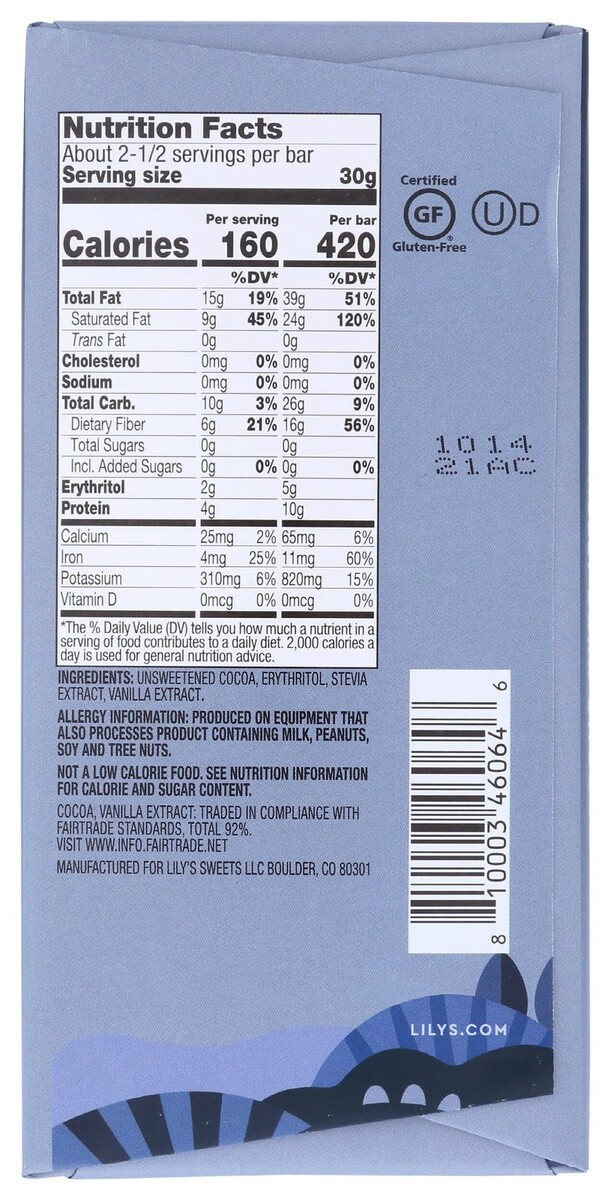 Nutrition Facts
About 2-1/2 servings per bar
Serving size 30g
Per serving Per bar
Calories 160 420
%DV* %DV*
Total Fat 15g 19% 39g 51%
Saturated Fat 9g 45% 24g 120%
Trans Fat 0g 0g
Cholesterol 0mg 0% 0mg 0%
Sodium 0mg 0% 0mg 0%
Total Carb. 10g 3% 26g 9%
Dietary Fiber 6g 21% 16g 56%
Total Sugars 0g 0g
Incl. Added Sugars 0g 0% 0g 0%
Erythritol 2g 5g
Protein 4g 10g
Calcium 25mg 2% 65mg 6%
Iron 4mg 25% 11mg 60%
Potassium 310mg 6% 820mg 15%
Vitamin D 0mcg 0% 0mcg 0%
*The % Daily Value (DV) tells you how much a nutrient in a
serving of food contributes to a daily diet. 2,000 calories a
day is used for general nutrition advice.
INGREDIENTS: UNSWEETENED COCOA, ERYTHRITOL, STEVIA
EXTRACT, VANILLA EXTRACT.
ALLERGY INFORMATION: PRODUCED ON EQUIPMENT THAT
ALSO PROCESSES PRODUCT CONTAINING MILK, PEANUTS,
SOY AND TREE NUTS.
NOT A LOW CALORIE FOOD. SEE NUTRITION INFORMATION
FOR CALORIE AND SUGAR CONTENT.
COCOA, VANILLA EXTRACT: TRADED IN COMPLIANCE WITH
FAIRTRADE STANDARDS, TOTAL 92%.
VISIT WWW.INFO.FAIRTRADE.NET
MANUFACTURED FOR LILY'S SWEETS LLC BOULDER, CO 80301
Certified
GF
®
Gluten-Free
U D
10 14
21AC
8 10003 46064 6
LILYS.COM